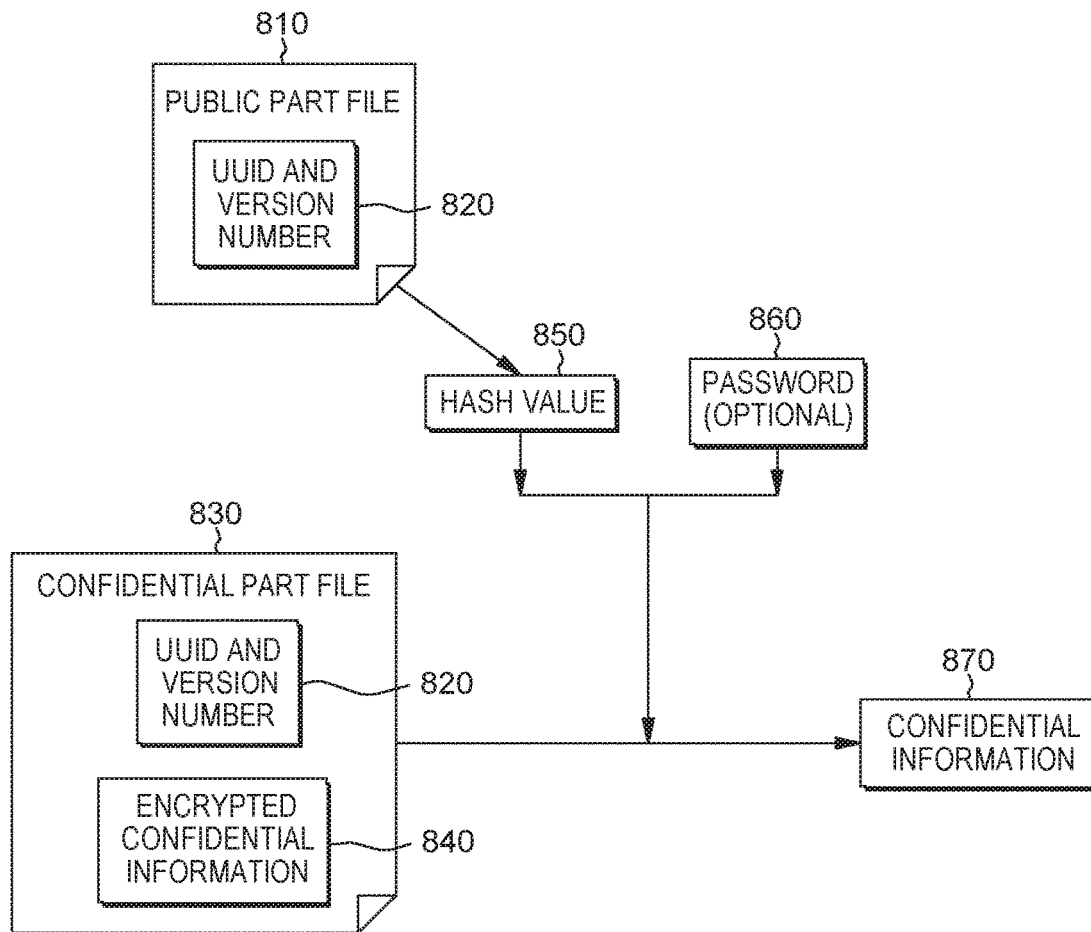 810
PUBLIC PART FILE
UUID AND
VERSION
NUMBER
820
850
HASH VALUE
860
PASSWORD
(OPTIONAL)
830
CONFIDENTIAL PART FILE
UUID AND
VERSION
NUMBER
820
ENCRYPTED
CONFIDENTIAL
INFORMATION
840
870
CONFIDENTIAL
INFORMATION